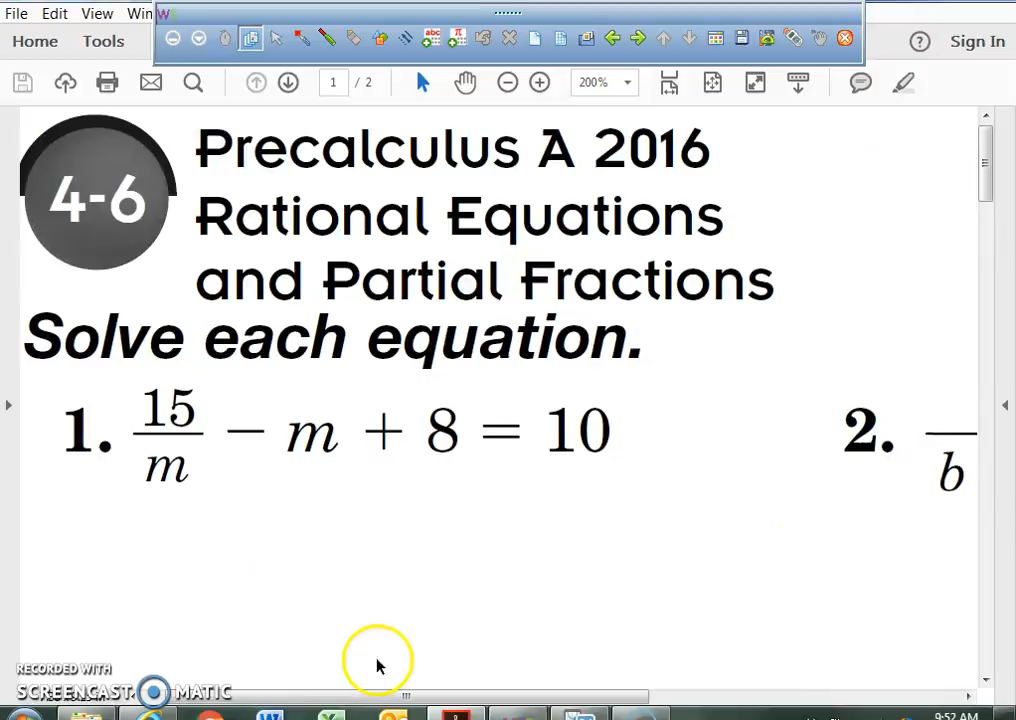 File Edit View Win
W
Home Tools
Sign In
1 / 2
200%
4-6
Precalculus A 2016
Rational Equations
and Partial Fractions
Solve each equation.
1. 15/m − m + 8 = 10
2. b
RECORDED WITH
SCREENCAST MATIC
9:52 AM